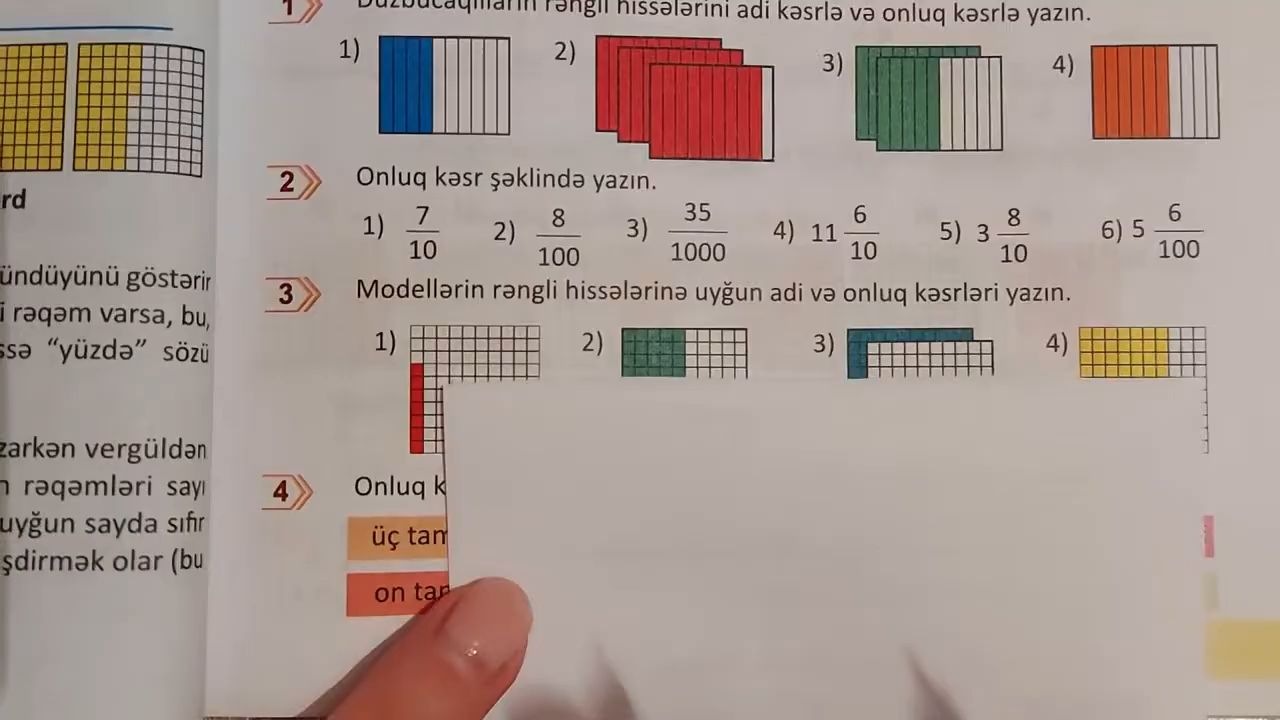 1 Düzbucaqlıların rəngli hissələrini adi kəsrlə və onluq kəsrlə yazın.
1) 2) 3) 4)
2 Onluq kəsr şəklində yazın.
1) 7/10 2) 8/100 3) 35/1000 4) 11 6/10 5) 3 8/10 6) 5 6/100
3 Modellərin rəngli hissələrinə uyğun adi və onluq kəsrləri yazın.
1) 2) 3) 4)
4 Onluq k
üç tam
on tam
rd
ündüyünü göstərir
i rəqəm varsa, bu,
ssə “yüzdə” sözü
zarkən vergüldən
n rəqəmləri sayı
uyğun sayda sıfır
şdirmək olar (bu